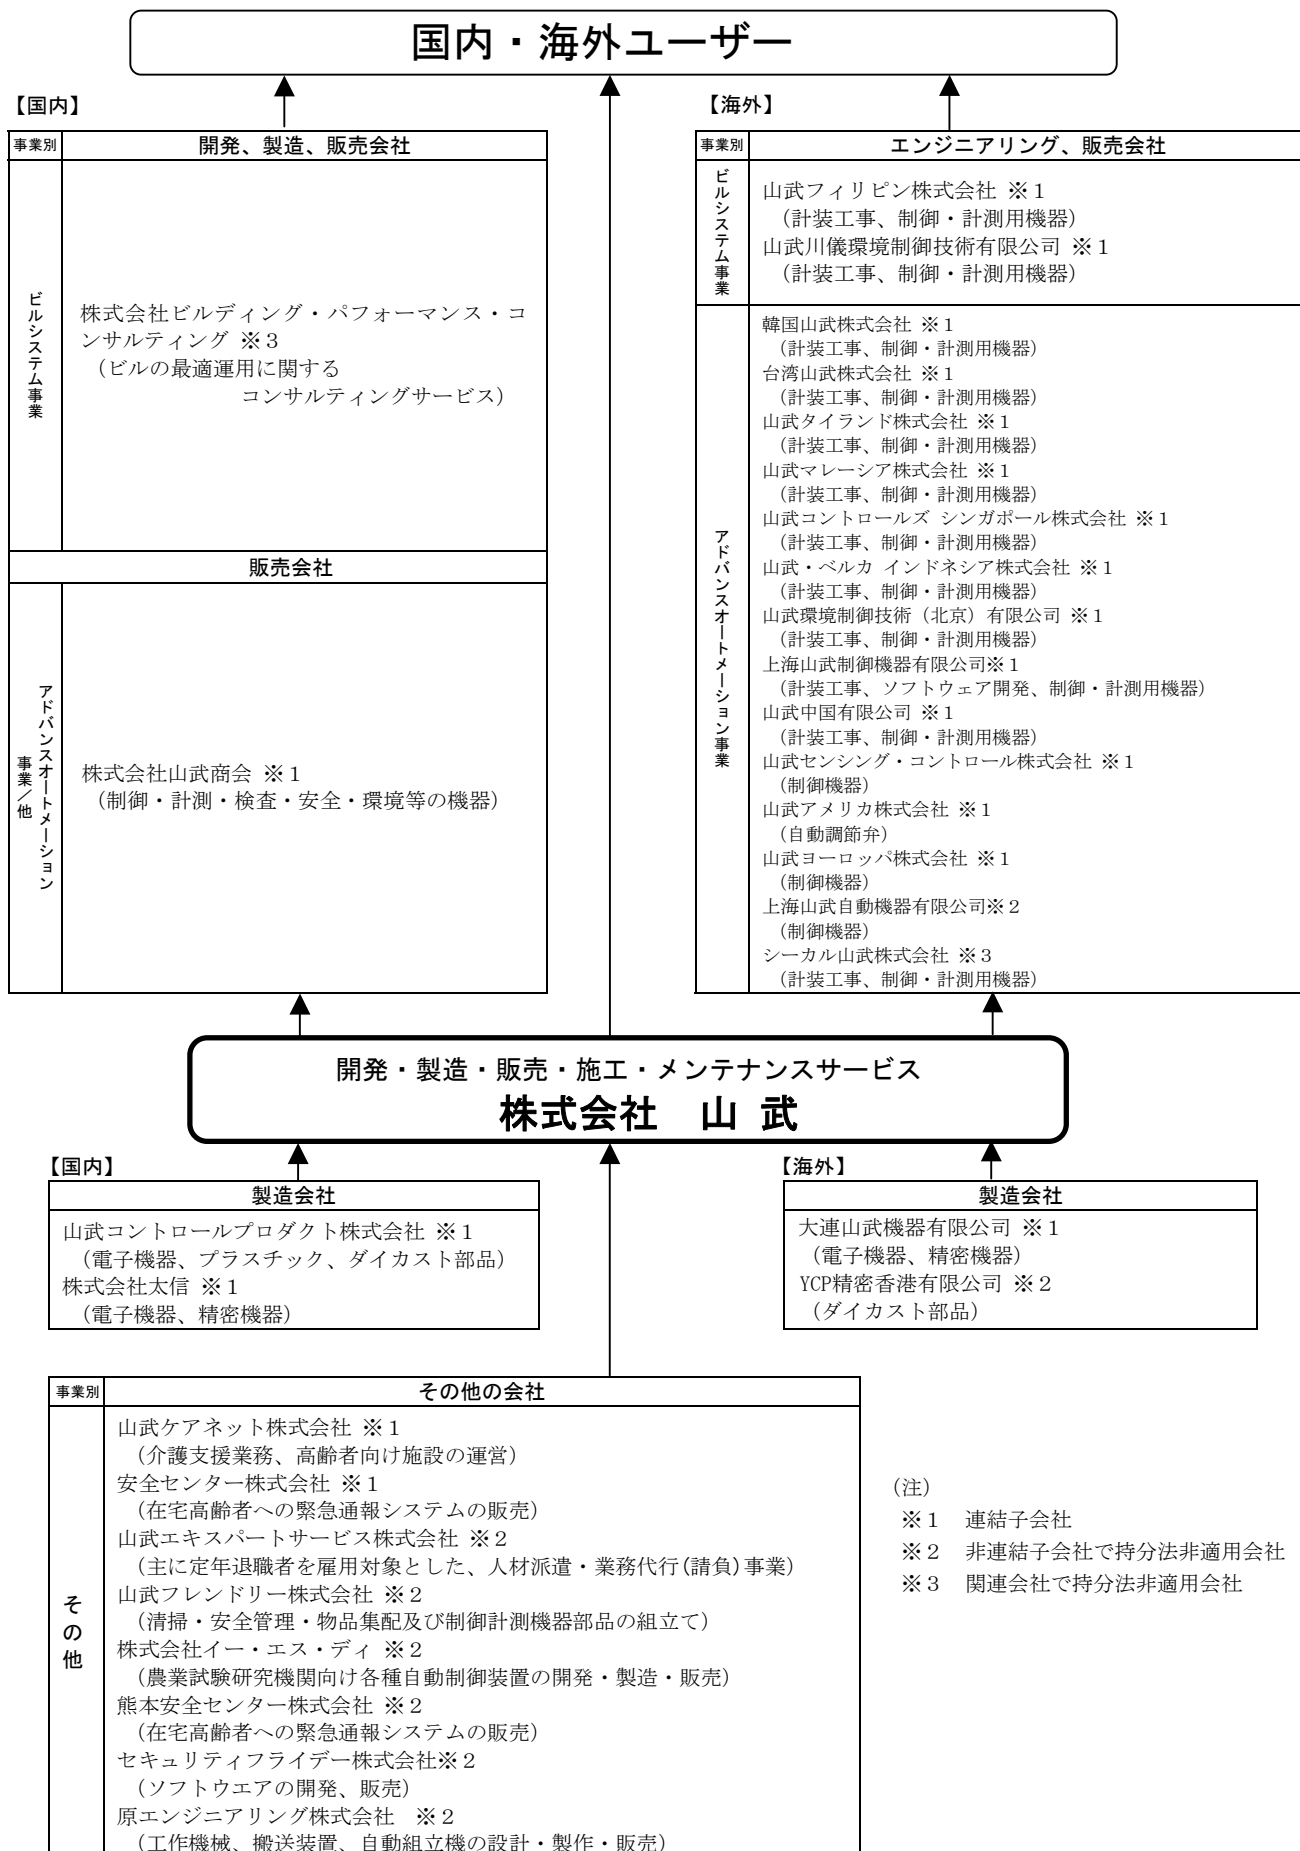 国内・海外ユーザー
【国内】
事業別
開発、製造、販売会社
ビルシステム事業
株式会社ビルディング・パフォーマンス・コ
ンサルティング ※３
（ビルの最適運用に関する
コンサルティングサービス）
販売会社
アドバンスオートメーション
事業／他
株式会社山武商会 ※１
（制御・計測・検査・安全・環境等の機器）
【海外】
事業別
エンジニアリング、販売会社
ビルシステム事業
山武フィリピン株式会社 ※１
（計装工事、制御・計測用機器）
山武川儀環境制御技術有限公司 ※１
（計装工事、制御・計測用機器）
アドバンスオートメーション事業
韓国山武株式会社 ※１
（計装工事、制御・計測用機器）
台湾山武株式会社 ※１
（計装工事、制御・計測用機器）
山武タイランド株式会社 ※１
（計装工事、制御・計測用機器）
山武マレーシア株式会社 ※１
（計装工事、制御・計測用機器）
山武コントロールズ シンガポール株式会社 ※１
（計装工事、制御・計測用機器）
山武・ベルカ インドネシア株式会社 ※１
（計装工事、制御・計測用機器）
山武環境制御技術（北京）有限公司 ※１
（計装工事、制御・計測用機器）
上海山武制御機器有限公司※１
（計装工事、ソフトウェア開発、制御・計測用機器）
山武中国有限公司 ※１
（計装工事、制御・計測用機器）
山武センシング・コントロール株式会社 ※１
（制御機器）
山武アメリカ株式会社 ※１
（自動調節弁）
山武ヨーロッパ株式会社 ※１
（制御機器）
上海山武自動機器有限公司※２
（制御機器）
シーカル山武株式会社 ※３
（計装工事、制御・計測用機器）
開発・製造・販売・施工・メンテナンスサービス
株式会社　山 武
【国内】
製造会社
山武コントロールプロダクト株式会社 ※１
（電子機器、プラスチック、ダイカスト部品）
株式会社太信 ※１
（電子機器、精密機器）
【海外】
製造会社
大連山武機器有限公司 ※１
（電子機器、精密機器）
YCP精密香港有限公司 ※２
（ダイカスト部品）
事業別
その他の会社
その他
山武ケアネット株式会社 ※１
（介護支援業務、高齢者向け施設の運営）
安全センター株式会社 ※１
（在宅高齢者への緊急通報システムの販売）
山武エキスパートサービス株式会社 ※２
（主に定年退職者を雇用対象とした、人材派遣・業務代行(請負)事業）
山武フレンドリー株式会社 ※２
（清掃・安全管理・物品集配及び制御計測機器部品の組立て）
株式会社イー・エス・ディ ※２
（農業試験研究機関向け各種自動制御装置の開発・製造・販売）
熊本安全センター株式会社 ※２
（在宅高齢者への緊急通報システムの販売）
セキュリティフライデー株式会社※２
（ソフトウエアの開発、販売）
原エンジニアリング株式会社　※２
（工作機械、搬送装置、自動組立機の設計・製作・販売）
（注）
※１　連結子会社
※２　非連結子会社で持分法非適用会社
※３　関連会社で持分法非適用会社